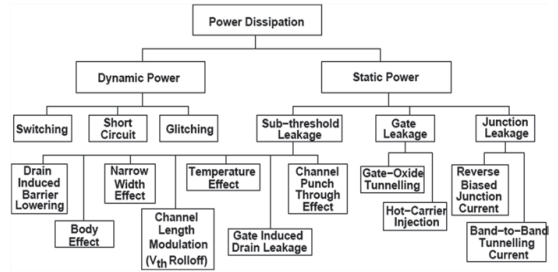 Power Dissipation
Dynamic Power
Static Power
Switching
Short
Circuit
Glitching
Sub-threshold
Leakage
Gate
Leakage
Junction
Leakage
Drain
Induced
Barrier
Lowering
Body
Effect
Narrow
Width
Effect
Channel
Length
Modulation
(Vth Rolloff)
Temperature
Effect
Gate Induced
Drain Leakage
Channel
Punch
Through
Effect
Gate-Oxide
Tunnelling
Hot-Carrier
Injection
Reverse
Biased
Junction
Current
Band-to-Band
Tunnelling
Current